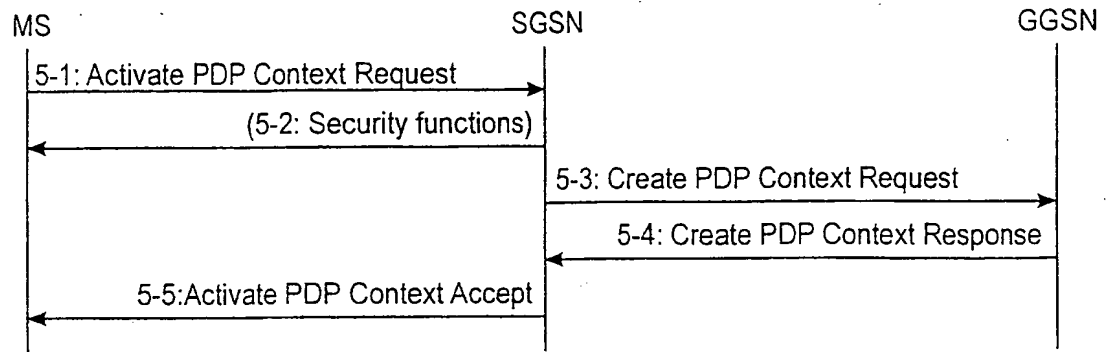 MS SGSN GGSN
5-1: Activate PDP Context Request
(5-2: Security functions)
5-3: Create PDP Context Request
5-4: Create PDP Context Response
5-5:Activate PDP Context Accept